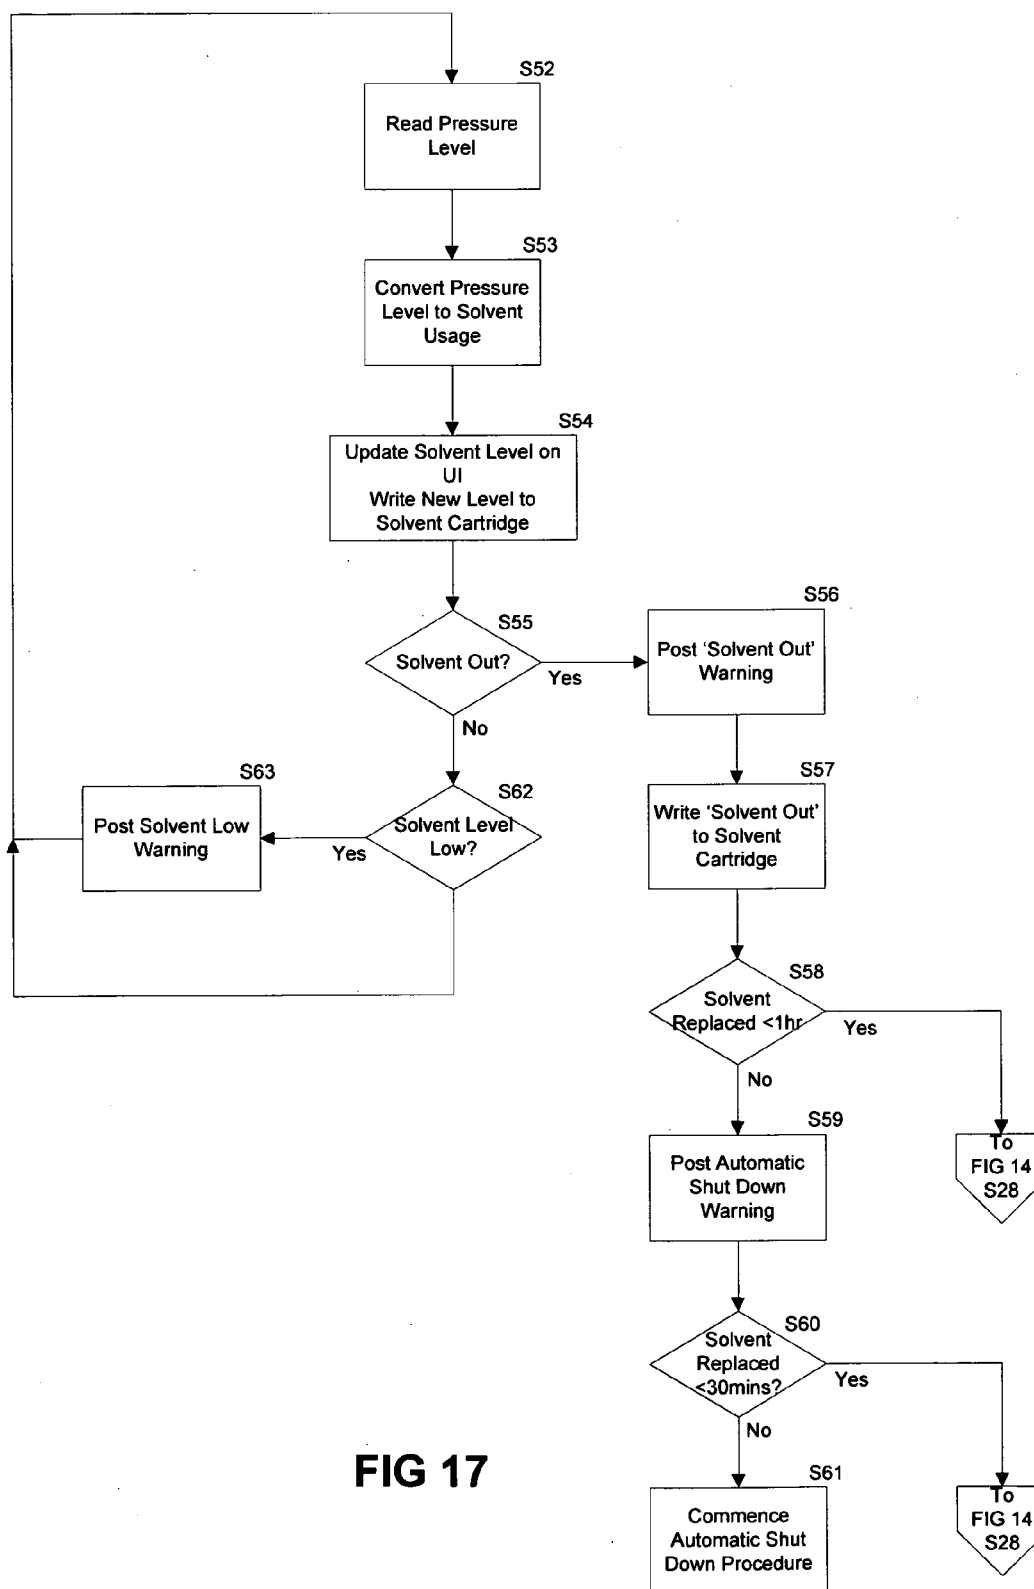 S52
Read Pressure
Level
S53
Convert Pressure
Level to Solvent
Usage
S54
Update Solvent Level on
UI
Write New Level to
Solvent Cartridge
S55
Solvent Out?
Yes
No
S56
Post ‘Solvent Out’
Warning
S57
Write ‘Solvent Out’
to Solvent
Cartridge
S62
Solvent Level
Low?
Yes
S63
Post Solvent Low
Warning
S58
Solvent
Replaced <1hr
Yes
No
To
FIG 14
S28
S59
Post Automatic
Shut Down
Warning
S60
Solvent
Replaced
<30mins?
Yes
No
To
FIG 14
S28
S61
Commence
Automatic Shut
Down Procedure
FIG 17